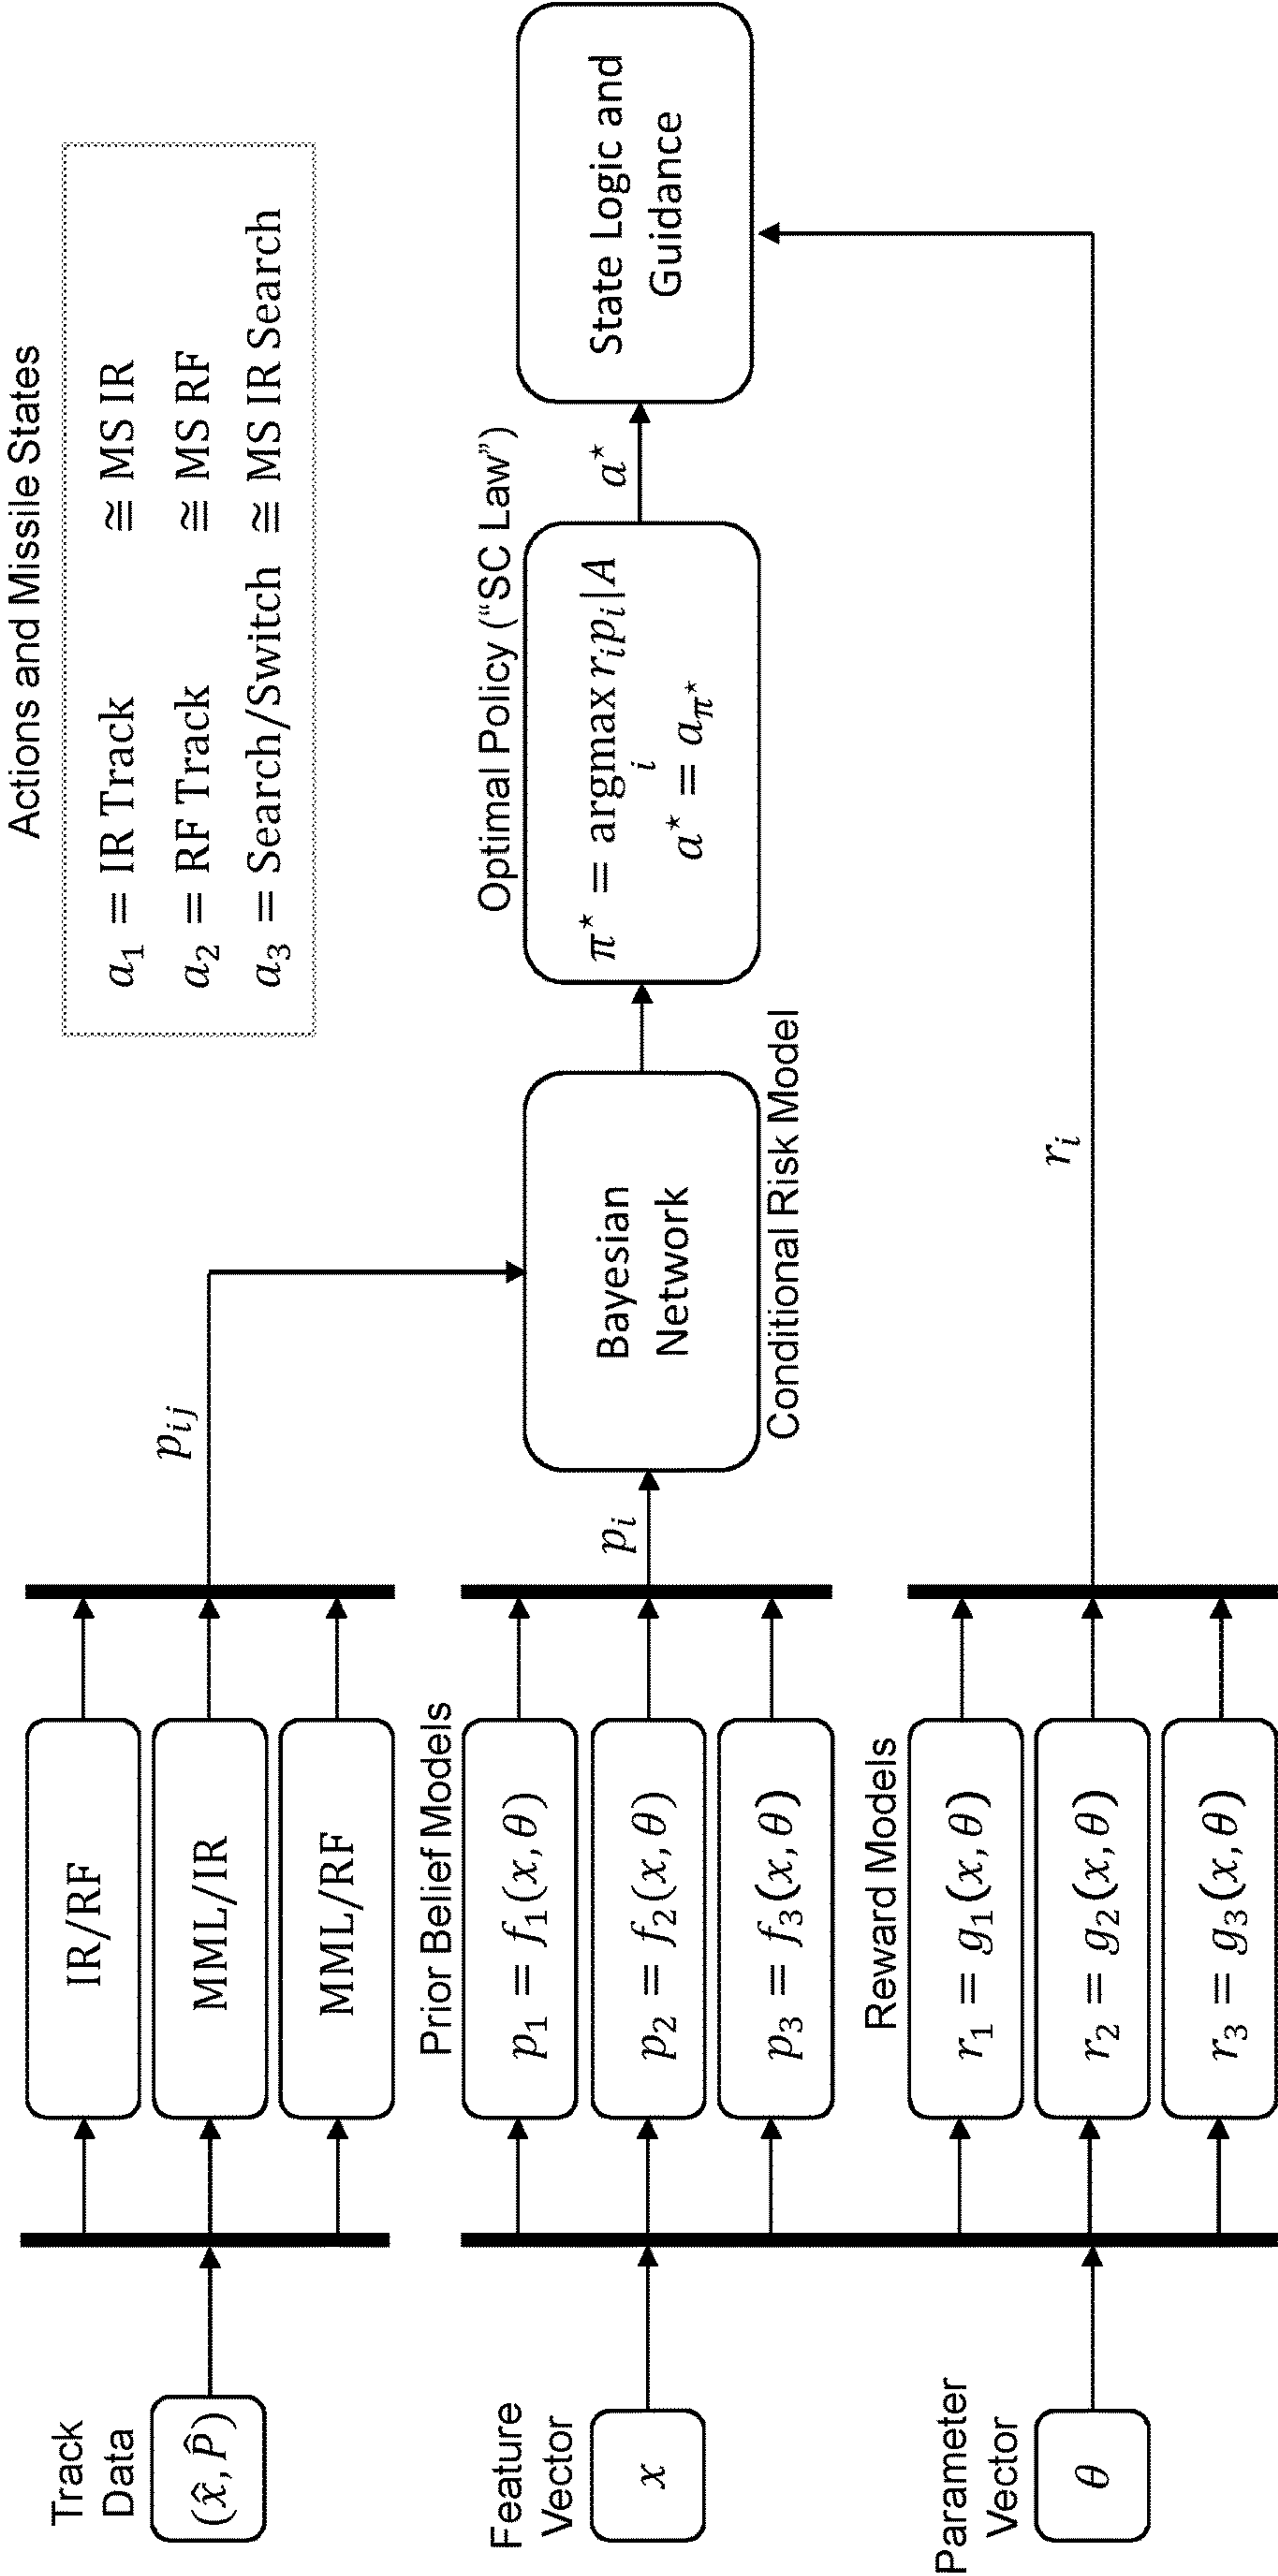 Actions and Missile States
a₁ = IR Track ≅ MS IR
a₂ = RF Track ≅ MS RF
a₃ = Search/Switch ≅ MS IR Search
Track
Data
(x̂, P̂)
IR/RF
MML/IR
MML/RF
pᵢⱼ
Feature
Vector
x
Prior Belief Models
p₁ = f₁(x, θ)
p₂ = f₂(x, θ)
p₃ = f₃(x, θ)
pᵢ
Bayesian
Network
Conditional Risk Model
Optimal Policy (“SC Law”)
π* = argmax rᵢpᵢ|A
i
a* = a_π*
a*
State Logic and
Guidance
Parameter
Vector
θ
Reward Models
r₁ = g₁(x, θ)
r₂ = g₂(x, θ)
r₃ = g₃(x, θ)
rᵢ